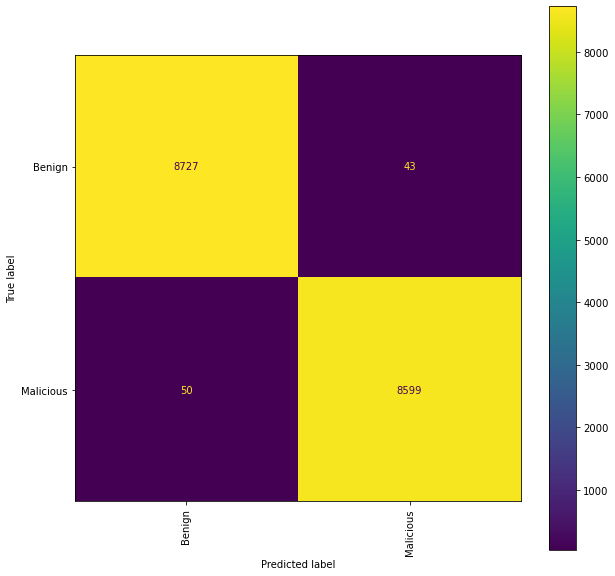 8000
7000
6000
5000
4000
3000
2000
1000
True label
Benign
8727
43
Malicious
50
8599
Benign
Malicious
Predicted label